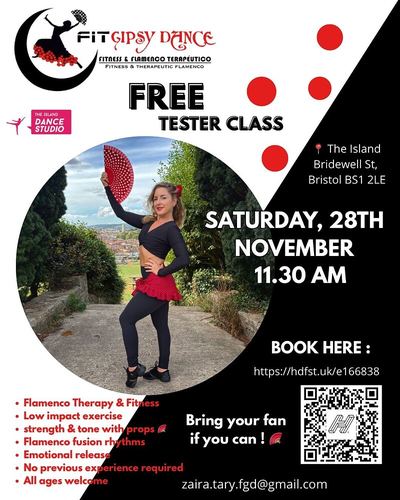 FiTGIPSY DANCE
FITNESS & FLAMENCO TERAPÉUTICO
FITNESS & THERAPEUTIC FLAMENCO
FREE
TESTER CLASS
THE ISLAND
DANCE
STUDIO
The Island
Bridewell St,
Bristol BS1 2LE
SATURDAY, 28TH
NOVEMBER
11.30 AM
BOOK HERE :
https://hdfst.uk/e166838
• Flamenco Therapy & Fitness
• Low impact exercise
• strength & tone with props
• Flamenco fusion rhythms
• Emotional release
• No previous experience required
• All ages welcome
Bring your fan
if you can !
zaira.tary.fgd@gmail.com